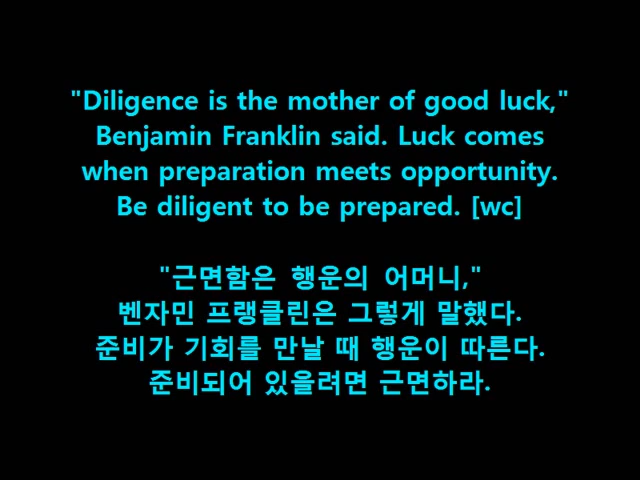 "Diligence is the mother of good luck,"
Benjamin Franklin said. Luck comes
when preparation meets opportunity.
Be diligent to be prepared. [wc]
"근면함은 행운의 어머니,"
벤자민 프랭클린은 그렇게 말했다.
준비가 기회를 만날 때 행운이 따른다.
준비되어 있을려면 근면하라.